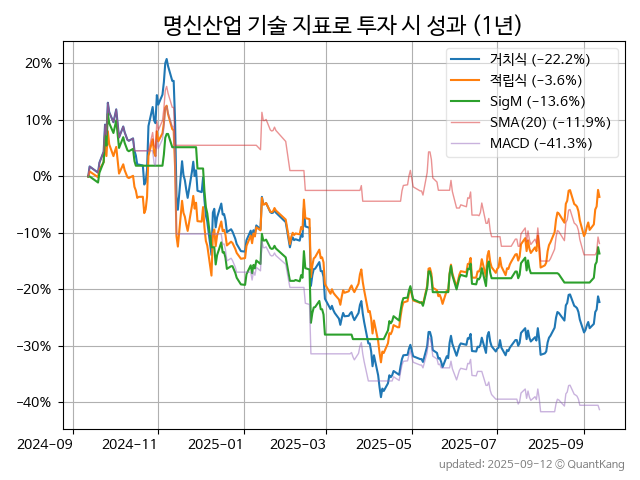 명신산업 기술 지표로 투자 시 성과 (1년)
거치식 (−22.2%)
적립식 (−3.6%)
SigM (−13.6%)
SMA(20) (−11.9%)
MACD (−41.3%)
20%
10%
0%
−10%
−20%
−30%
−40%
2024-09 2024-11 2025-01 2025-03 2025-05 2025-07 2025-09
updated: 2025-09-12 © QuantKang